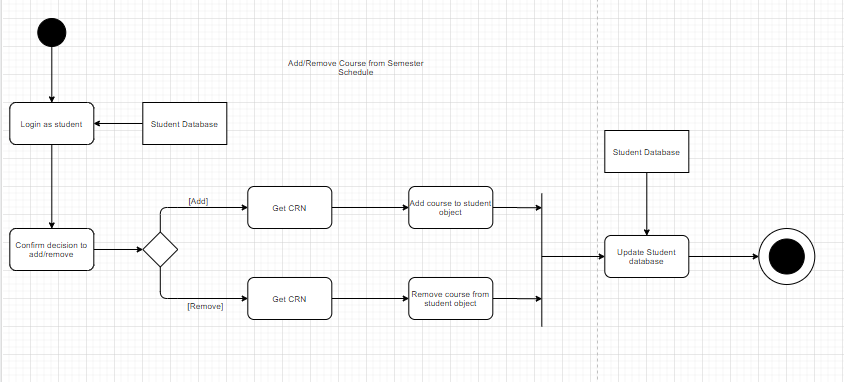 Add/Remove Course from Semester
Schedule
Login as student
Student Database
Student Database
[Add]
Get CRN
Add course to student
object
Confirm decision to
add/remove
Update Student
database
[Remove]
Get CRN
Remove course from
student object